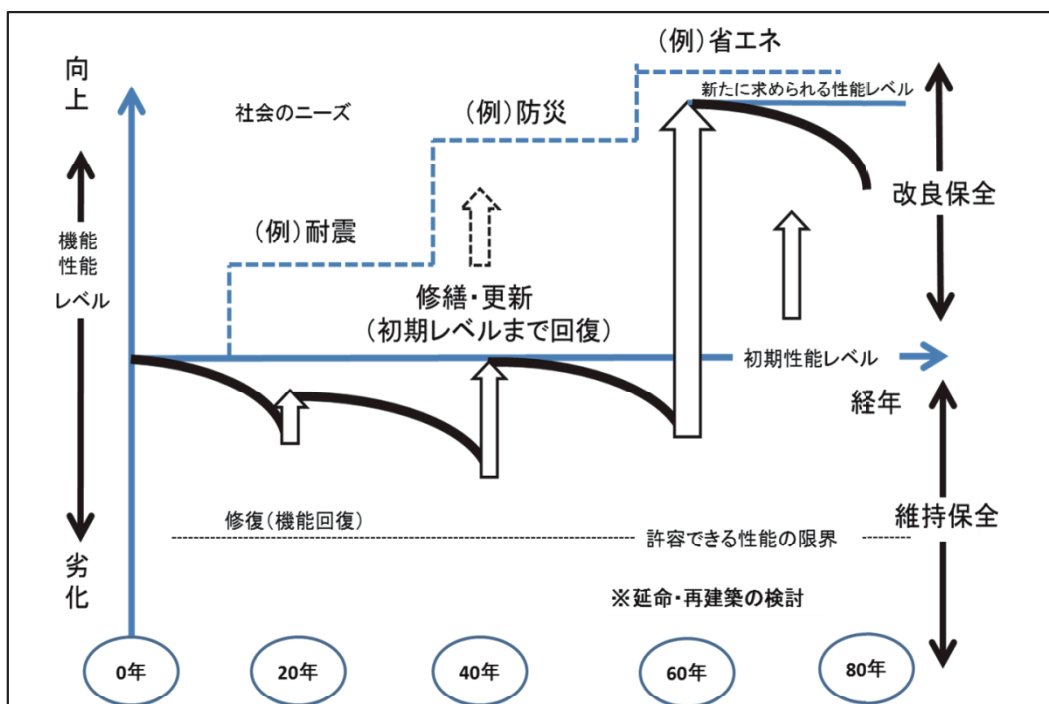 (例)省エネ
向
上
新たに求められる性能レベル
社会のニーズ
(例)防災
改良保全
機能
性能
レベル
(例)耐震
修繕・更新
(初期レベルまで回復)
初期性能レベル
経年
修復(機能回復)
許容できる性能の限界
維持保全
劣
化
※延命・再建築の検討
0年
20年
40年
60年
80年